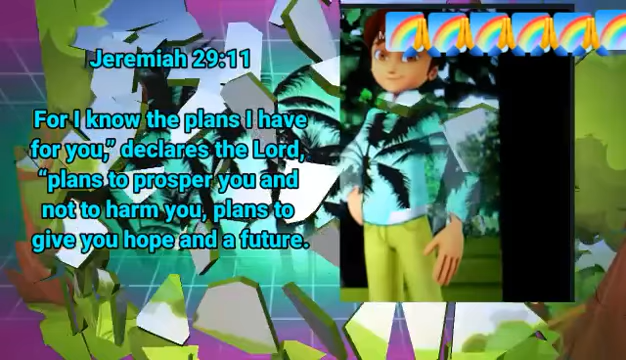 Jeremiah 29:11
For I know the plans I have
for you,” declares the Lord,
“plans to prosper you and
not to harm you, plans to
give you hope and a future.